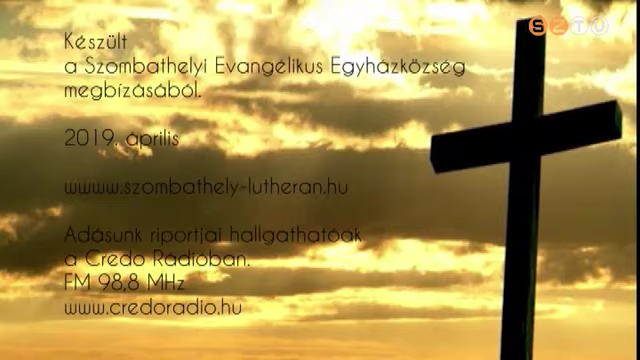 SZTV
Készült
a Szombathelyi Evangélikus Egyházközség
megbízásából.
2019. április
wwww.szombathely-lutheran.hu
Adásunk riportjai hallgathatóak
a Credo Rádióban.
FM 98,8 MHz
www.credoradio.hu